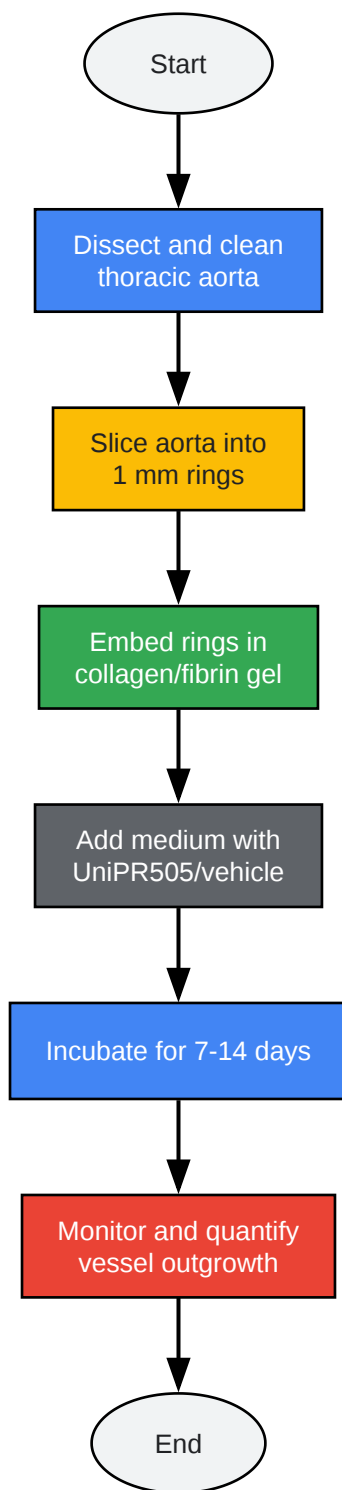 Start
Dissect and clean
thoracic aorta
Slice aorta into
1 mm rings
Embed rings in
collagen/fibrin gel
Add medium with
UniPR505/vehicle
Incubate for 7-14 days
Monitor and quantify
vessel outgrowth
End